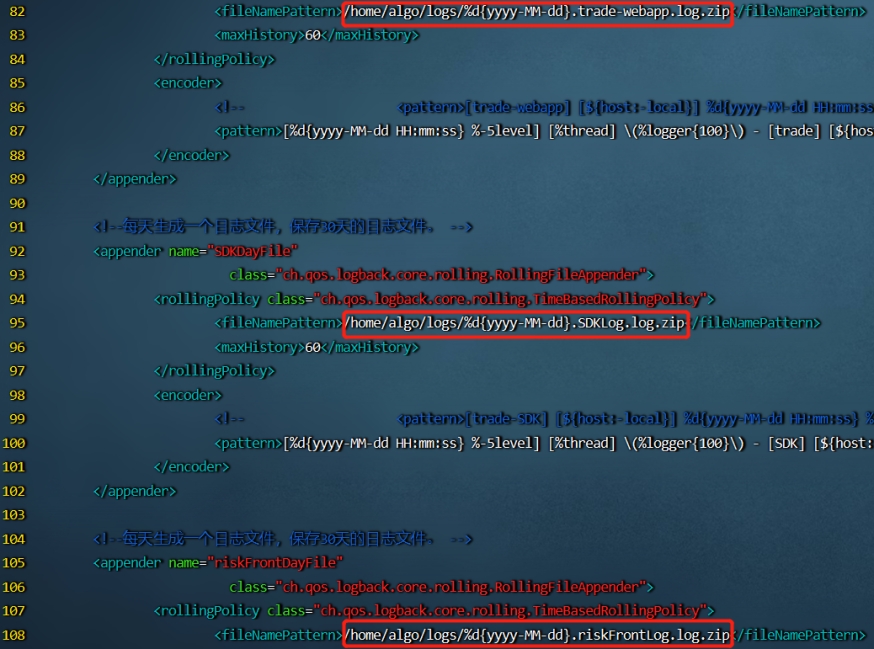 82 <fileNamePattern>/home/algo/logs/%d{yyyy-MM-dd}.trade-webapp.log.zip</fileNamePattern>
83 <maxHistory>60</maxHistory>
84 </rollingPolicy>
85 <encoder>
86 <!-- <pattern>[trade-webapp] [${host:-local}] %d{yyyy-MM-dd HH:mm:ss
87 <pattern>[%d{yyyy-MM-dd HH:mm:ss} %-5level] [%thread] \(%logger{100}\) - [trade] [${hos
88 </encoder>
89 </appender>
90
91 <!--每天生成一个日志文件，保存30天的日志文件。 -->
92 <appender name="SDKDayFile"
93 class="ch.qos.logback.core.rolling.RollingFileAppender">
94 <rollingPolicy class="ch.qos.logback.core.rolling.TimeBasedRollingPolicy">
95 <fileNamePattern>/home/algo/logs/%d{yyyy-MM-dd}.SDKLog.log.zip</fileNamePattern>
96 <maxHistory>60</maxHistory>
97 </rollingPolicy>
98 <encoder>
99 <!-- <pattern>[trade-SDK] [${host:-local}] %d{yyyy-MM-dd HH:mm:ss} %
100 <pattern>[%d{yyyy-MM-dd HH:mm:ss} %-5level] [%thread] \(%logger{100}\) - [SDK] [${host:
101 </encoder>
102 </appender>
103
104 <!--每天生成一个日志文件，保存30天的日志文件。 -->
105 <appender name="riskFrontDayFile"
106 class="ch.qos.logback.core.rolling.RollingFileAppender">
107 <rollingPolicy class="ch.qos.logback.core.rolling.TimeBasedRollingPolicy">
108 <fileNamePattern>/home/algo/logs/%d{yyyy-MM-dd}.riskFrontLog.log.zip</fileNamePattern>